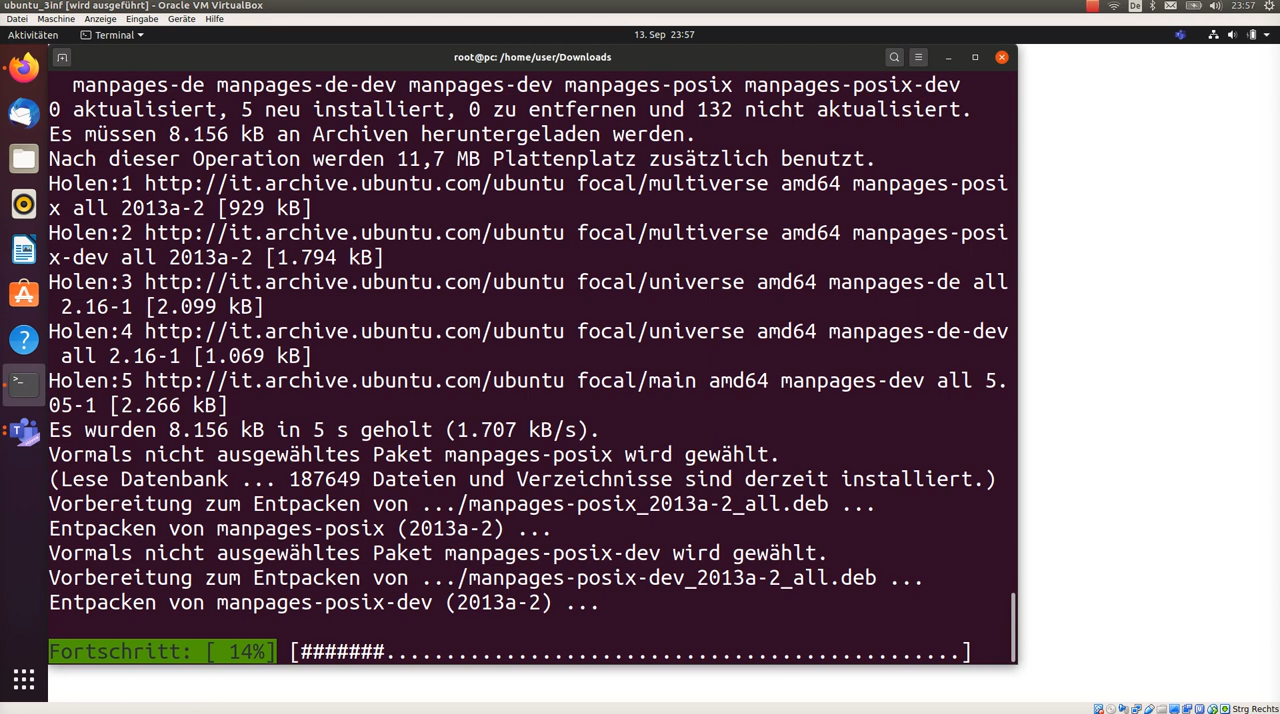 ubuntu_3inf [wird ausgeführt] - Oracle VM VirtualBox
De
23:57
Datei Maschine Anzeige Eingabe Geräte Hilfe
Aktivitäten
Terminal
13. Sep 23:57
root@pc: /home/user/Downloads
manpages-de manpages-de-dev manpages-dev manpages-posix manpages-posix-dev
0 aktualisiert, 5 neu installiert, 0 zu entfernen und 132 nicht aktualisiert.
Es müssen 8.156 kB an Archiven heruntergeladen werden.
Nach dieser Operation werden 11,7 MB Plattenplatz zusätzlich benutzt.
Holen:1 http://it.archive.ubuntu.com/ubuntu focal/multiverse amd64 manpages-posi
x all 2013a-2 [929 kB]
Holen:2 http://it.archive.ubuntu.com/ubuntu focal/multiverse amd64 manpages-posi
x-dev all 2013a-2 [1.794 kB]
Holen:3 http://it.archive.ubuntu.com/ubuntu focal/universe amd64 manpages-de all
2.16-1 [2.099 kB]
Holen:4 http://it.archive.ubuntu.com/ubuntu focal/universe amd64 manpages-de-dev
all 2.16-1 [1.069 kB]
Holen:5 http://it.archive.ubuntu.com/ubuntu focal/main amd64 manpages-dev all 5.
05-1 [2.266 kB]
Es wurden 8.156 kB in 5 s geholt (1.707 kB/s).
Vormals nicht ausgewähltes Paket manpages-posix wird gewählt.
(Lese Datenbank ... 187649 Dateien und Verzeichnisse sind derzeit installiert.)
Vorbereitung zum Entpacken von .../manpages-posix_2013a-2_all.deb ...
Entpacken von manpages-posix (2013a-2) ...
Vormals nicht ausgewähltes Paket manpages-posix-dev wird gewählt.
Vorbereitung zum Entpacken von .../manpages-posix-dev_2013a-2_all.deb ...
Entpacken von manpages-posix-dev (2013a-2) ...
Fortschritt: [ 14%] [#######................................................]
Strg Rechts